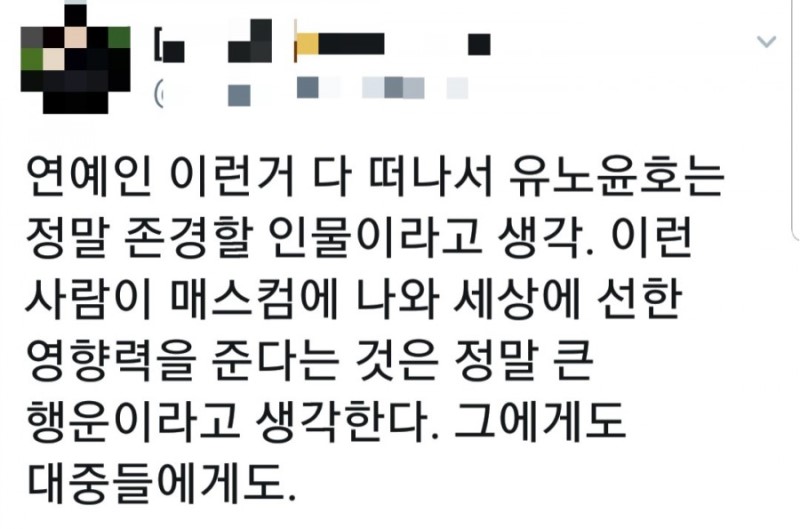 연예인 이런거 다 떠나서 유노윤호는
정말 존경할 인물이라고 생각. 이런
사람이 매스컴에 나와 세상에 선한
영향력을 준다는 것은 정말 큰
행운이라고 생각한다. 그에게도
대중들에게도.